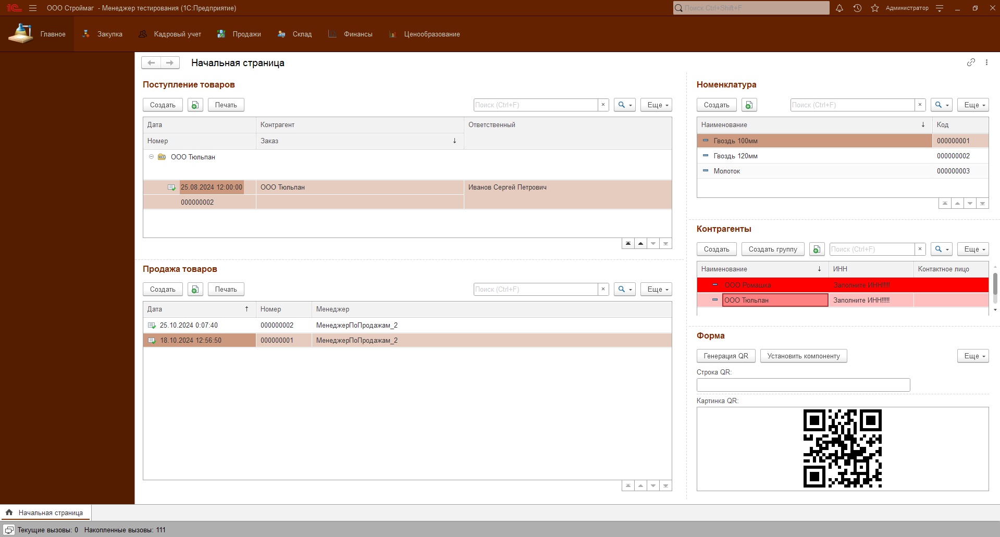 1С ООО Строймаг - Менеджер тестирования (1С:Предприятие)
Поиск Ctrl+Shift+F
Администратор
Главное Закупка Кадровый учет Продажи Склад Финансы Ценообразование
Начальная страница
Поступление товаров
Создать Печать Поиск (Ctrl+F) × Еще
Дата Контрагент Ответственный
Номер Заказ
ООО Тюльпан
25.08.2024 12:00:00 ООО Тюльпан Иванов Сергей Петрович
000000002
Продажа товаров
Создать Печать Поиск (Ctrl+F) × Еще
Дата Номер Менеджер
25.10.2024 0:07:40 000000002 МенеджерПоПродажам_2
18.10.2024 12:56:50 000000001 МенеджерПоПродажам_2
Номенклатура
Создать Поиск (Ctrl+F) × Еще
Наименование Код
Гвоздь 100мм 000000001
Гвоздь 120мм 000000002
Молоток 000000003
Контрагенты
Создать Создать группу Поиск (Ctrl+F) × Еще
Наименование ИНН Контактное лицо
ООО Ромашка Заполните ИНН!!!!!
ООО Тюльпан Заполните ИНН!!!!!
Форма
Генерация QR Установить компоненту Еще
Строка QR:
Картинка QR:
Начальная страница
Текущие вызовы: 0 Накопленные вызовы: 111